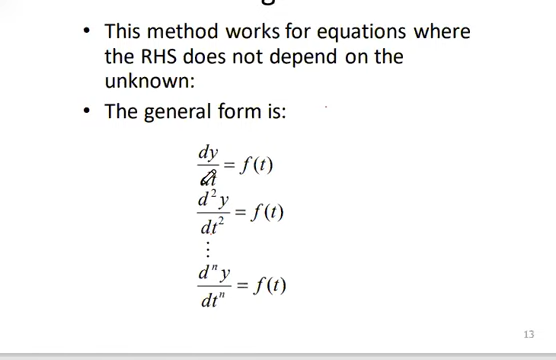 • This method works for equations where
the RHS does not depend on the
unknown:
• The general form is:
dy/dt = f(t)
d²y/dt² = f(t)
⋮
dⁿy/dtⁿ = f(t)
13